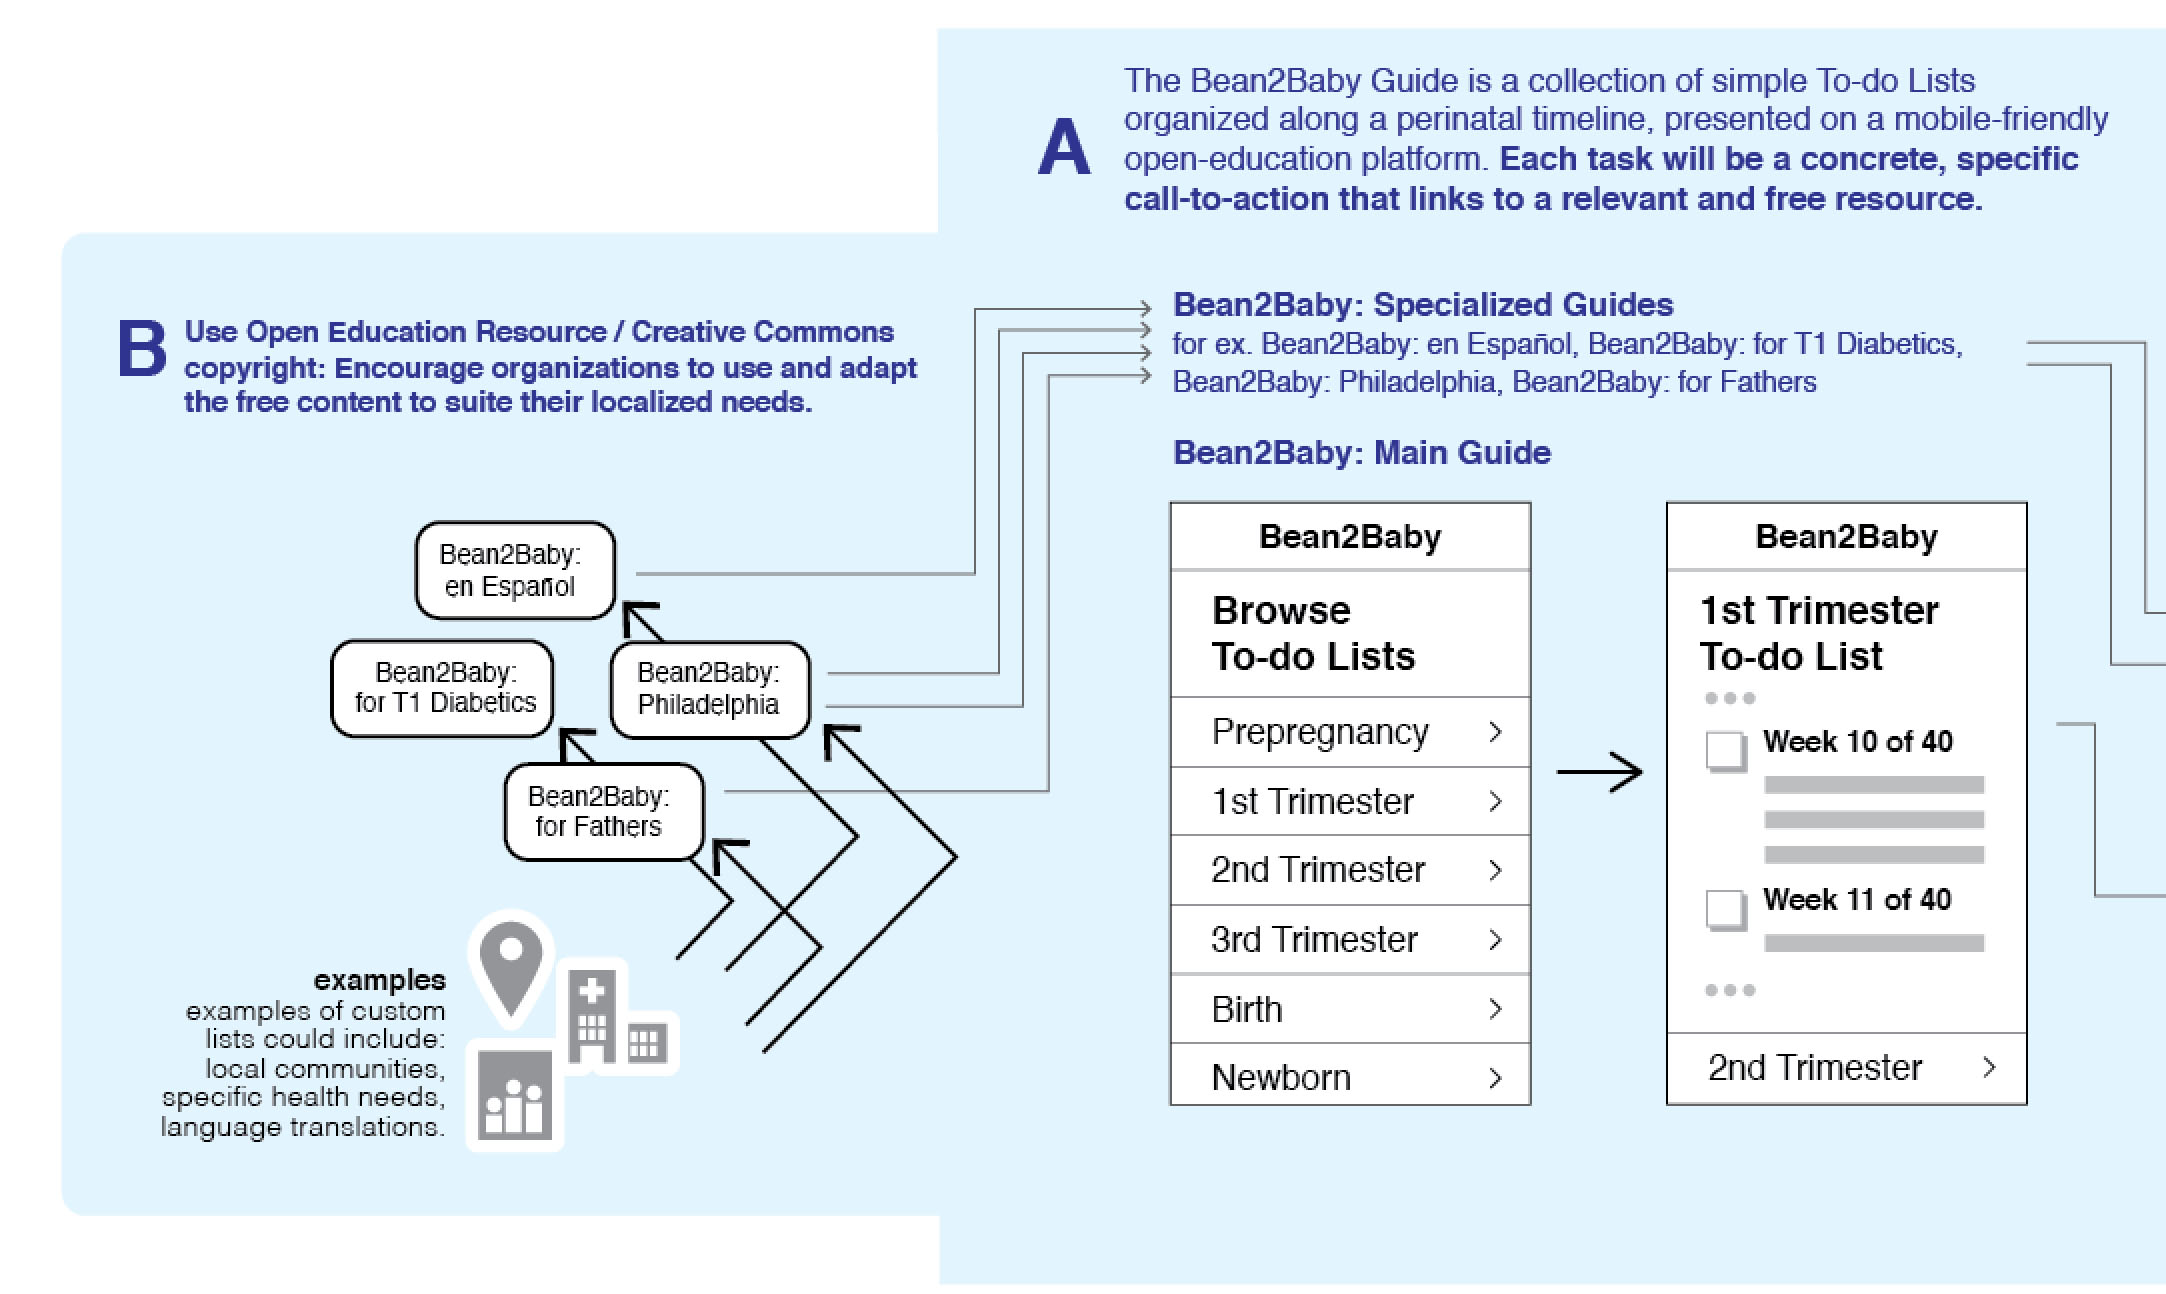 A
The Bean2Baby Guide is a collection of simple To-do Lists
organized along a perinatal timeline, presented on a mobile-friendly
open-education platform. Each task will be a concrete, specific
call-to-action that links to a relevant and free resource.
B
Use Open Education Resource / Creative Commons
copyright: Encourage organizations to use and adapt
the free content to suite their localized needs.
Bean2Baby:
en Español
Bean2Baby:
for T1 Diabetics
Bean2Baby:
Philadelphia
Bean2Baby:
for Fathers
examples
examples of custom
lists could include:
local communities,
specific health needs,
language translations.
Bean2Baby: Specialized Guides
for ex. Bean2Baby: en Español, Bean2Baby: for T1 Diabetics,
Bean2Baby: Philadelphia, Bean2Baby: for Fathers
Bean2Baby: Main Guide
Bean2Baby
Browse
To-do Lists
Prepregnancy
1st Trimester
2nd Trimester
3rd Trimester
Birth
Newborn
Bean2Baby
1st Trimester
To-do List
Week 10 of 40
Week 11 of 40
2nd Trimester